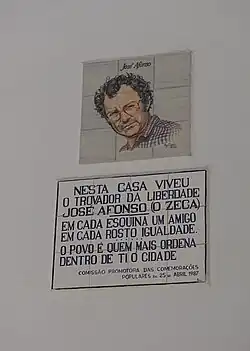 José Afonso
NESTA CASA VIVEU
O TROVADOR DA LIBERDADE
JOSÉ AFONSO (O ZECA)
EM CADA ESQUINA UM AMIGO
EM CADA ROSTO IGUALDADE.
O POVO É QUEM MAIS ORDENA
DENTRO DE TI Ó CIDADE
COMISSÃO PROMOTORA DAS COMEMORAÇÕES
POPULARES DO 25 DE ABRIL 1987